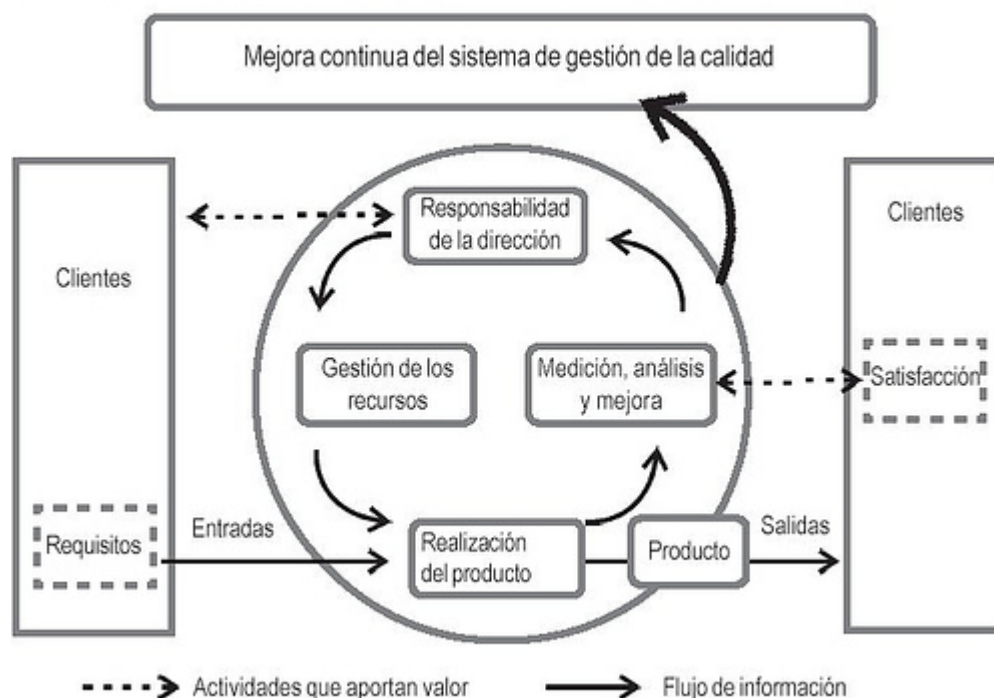 Mejora continua del sistema de gestión de la calidad
Clientes
Requisitos
Entradas
Responsabilidad
de la dirección
Gestión de los
recursos
Medición, análisis
y mejora
Realización
del producto
Producto
Salidas
Clientes
Satisfacción
Actividades que aportan valor
Flujo de información